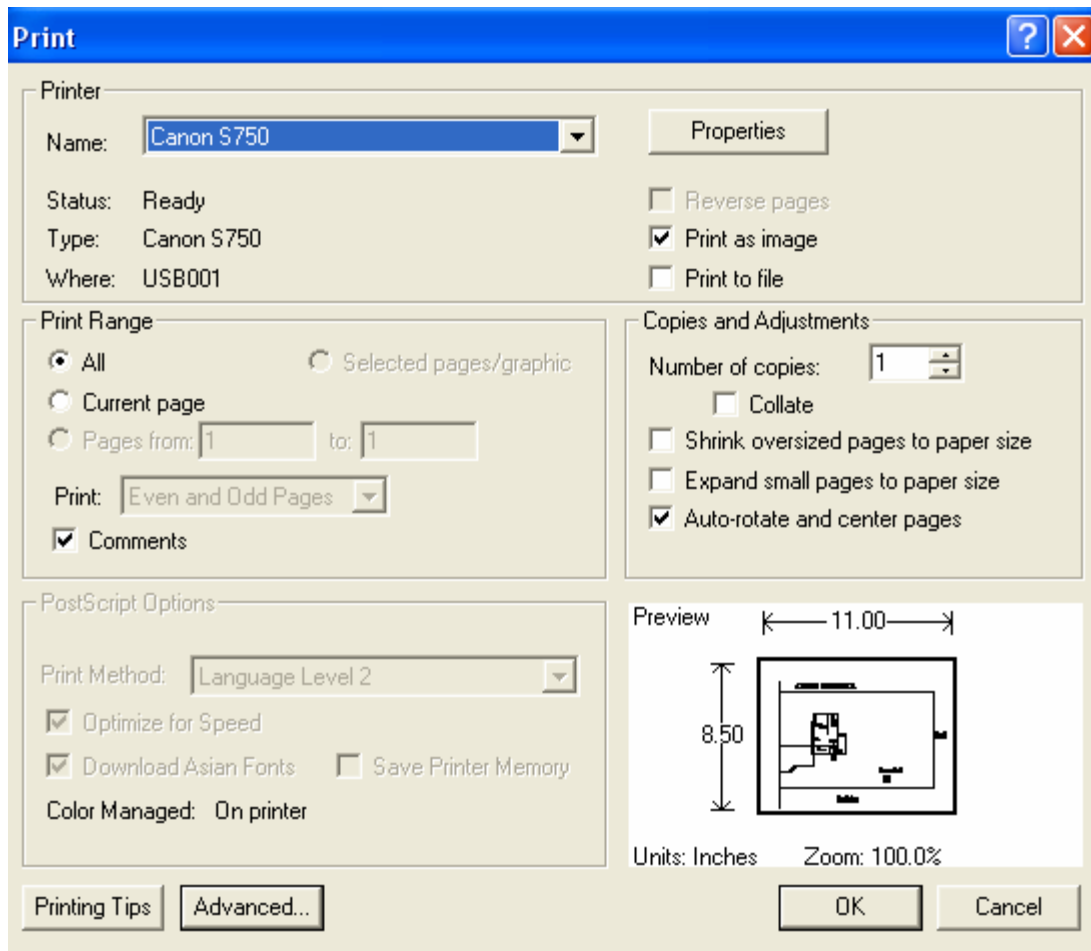 Print
Printer
Name: Canon S750 Properties
Status: Ready Reverse pages
Type: Canon S750 Print as image
Where: USB001 Print to file
Print Range
All Selected pages/graphic
Current page
Pages from: 1 to: 1
Print: Even and Odd Pages
Comments
Copies and Adjustments
Number of copies: 1
Collate
Shrink oversized pages to paper size
Expand small pages to paper size
Auto-rotate and center pages
PostScript Options
Print Method: Language Level 2
Optimize for Speed
Download Asian Fonts Save Printer Memory
Color Managed: On printer
Preview 11.00
8.50
Units: Inches Zoom: 100.0%
Printing Tips Advanced... OK Cancel